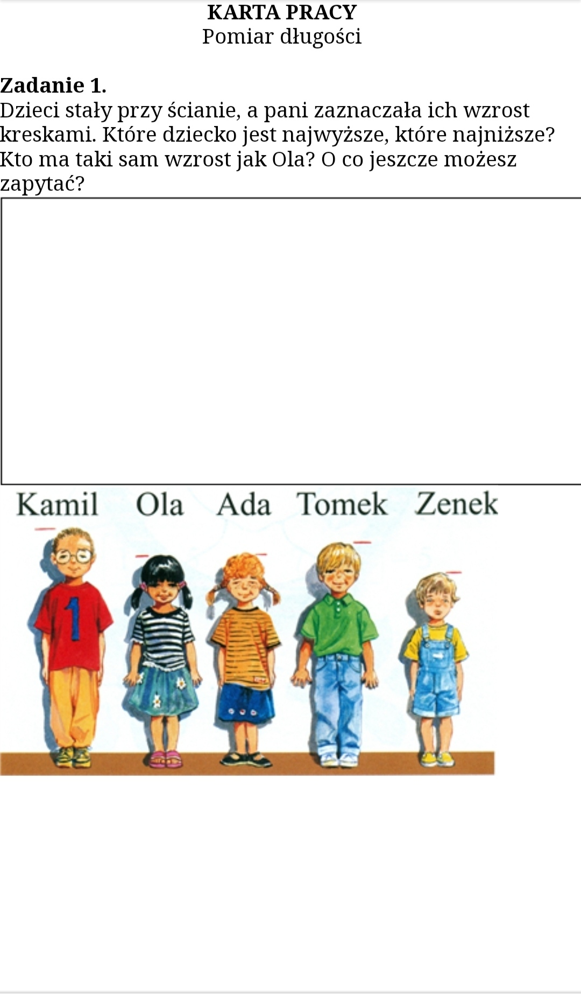 KARTA PRACY
Pomiar długości
Zadanie 1.
Dzieci stały przy ścianie, a pani zaznaczała ich wzrost
kreskami. Które dziecko jest najwyższe, które najniższe?
Kto ma taki sam wzrost jak Ola? O co jeszcze możesz
zapytać?
Kamil Ola Ada Tomek Zenek
1